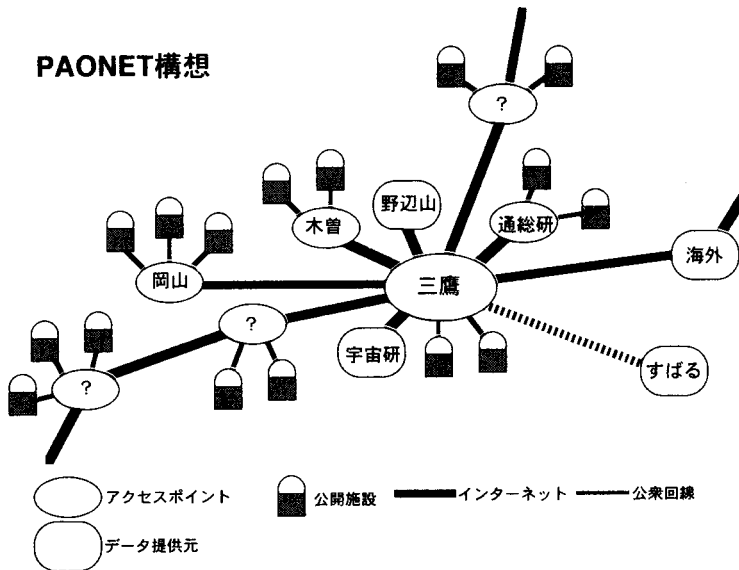 PAONET構想
?
木曽
野辺山
通総研
岡山
三鷹
海外
?
宇宙研
すばる
?
アクセスポイント
公開施設
インターネット
公衆回線
データ提供元